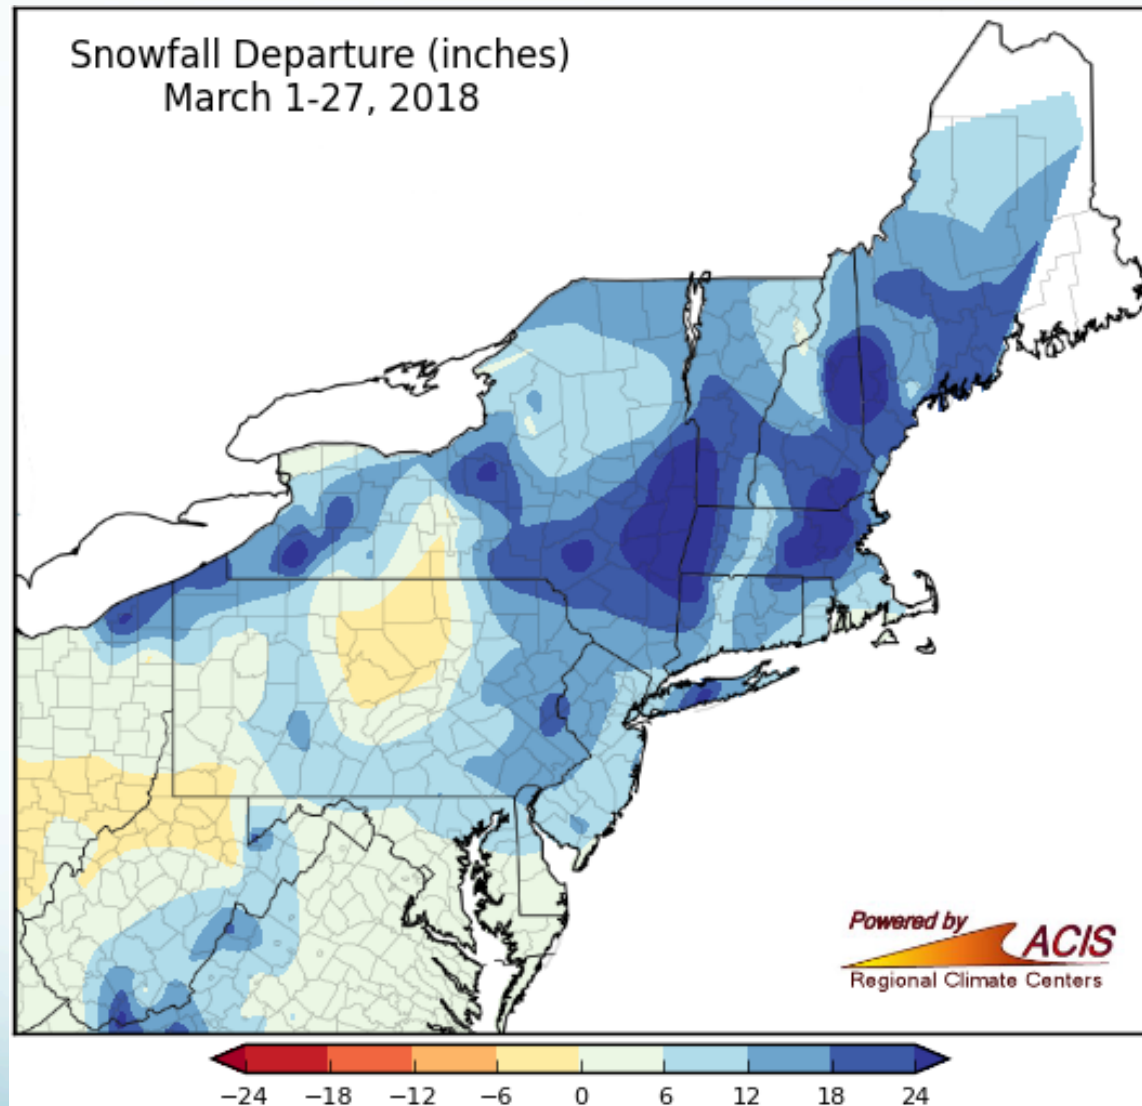 Snowfall Departure (inches)
March 1-27, 2018
Powered by
ACIS
Regional Climate Centers
−24 −18 −12 −6 0 6 12 18 24